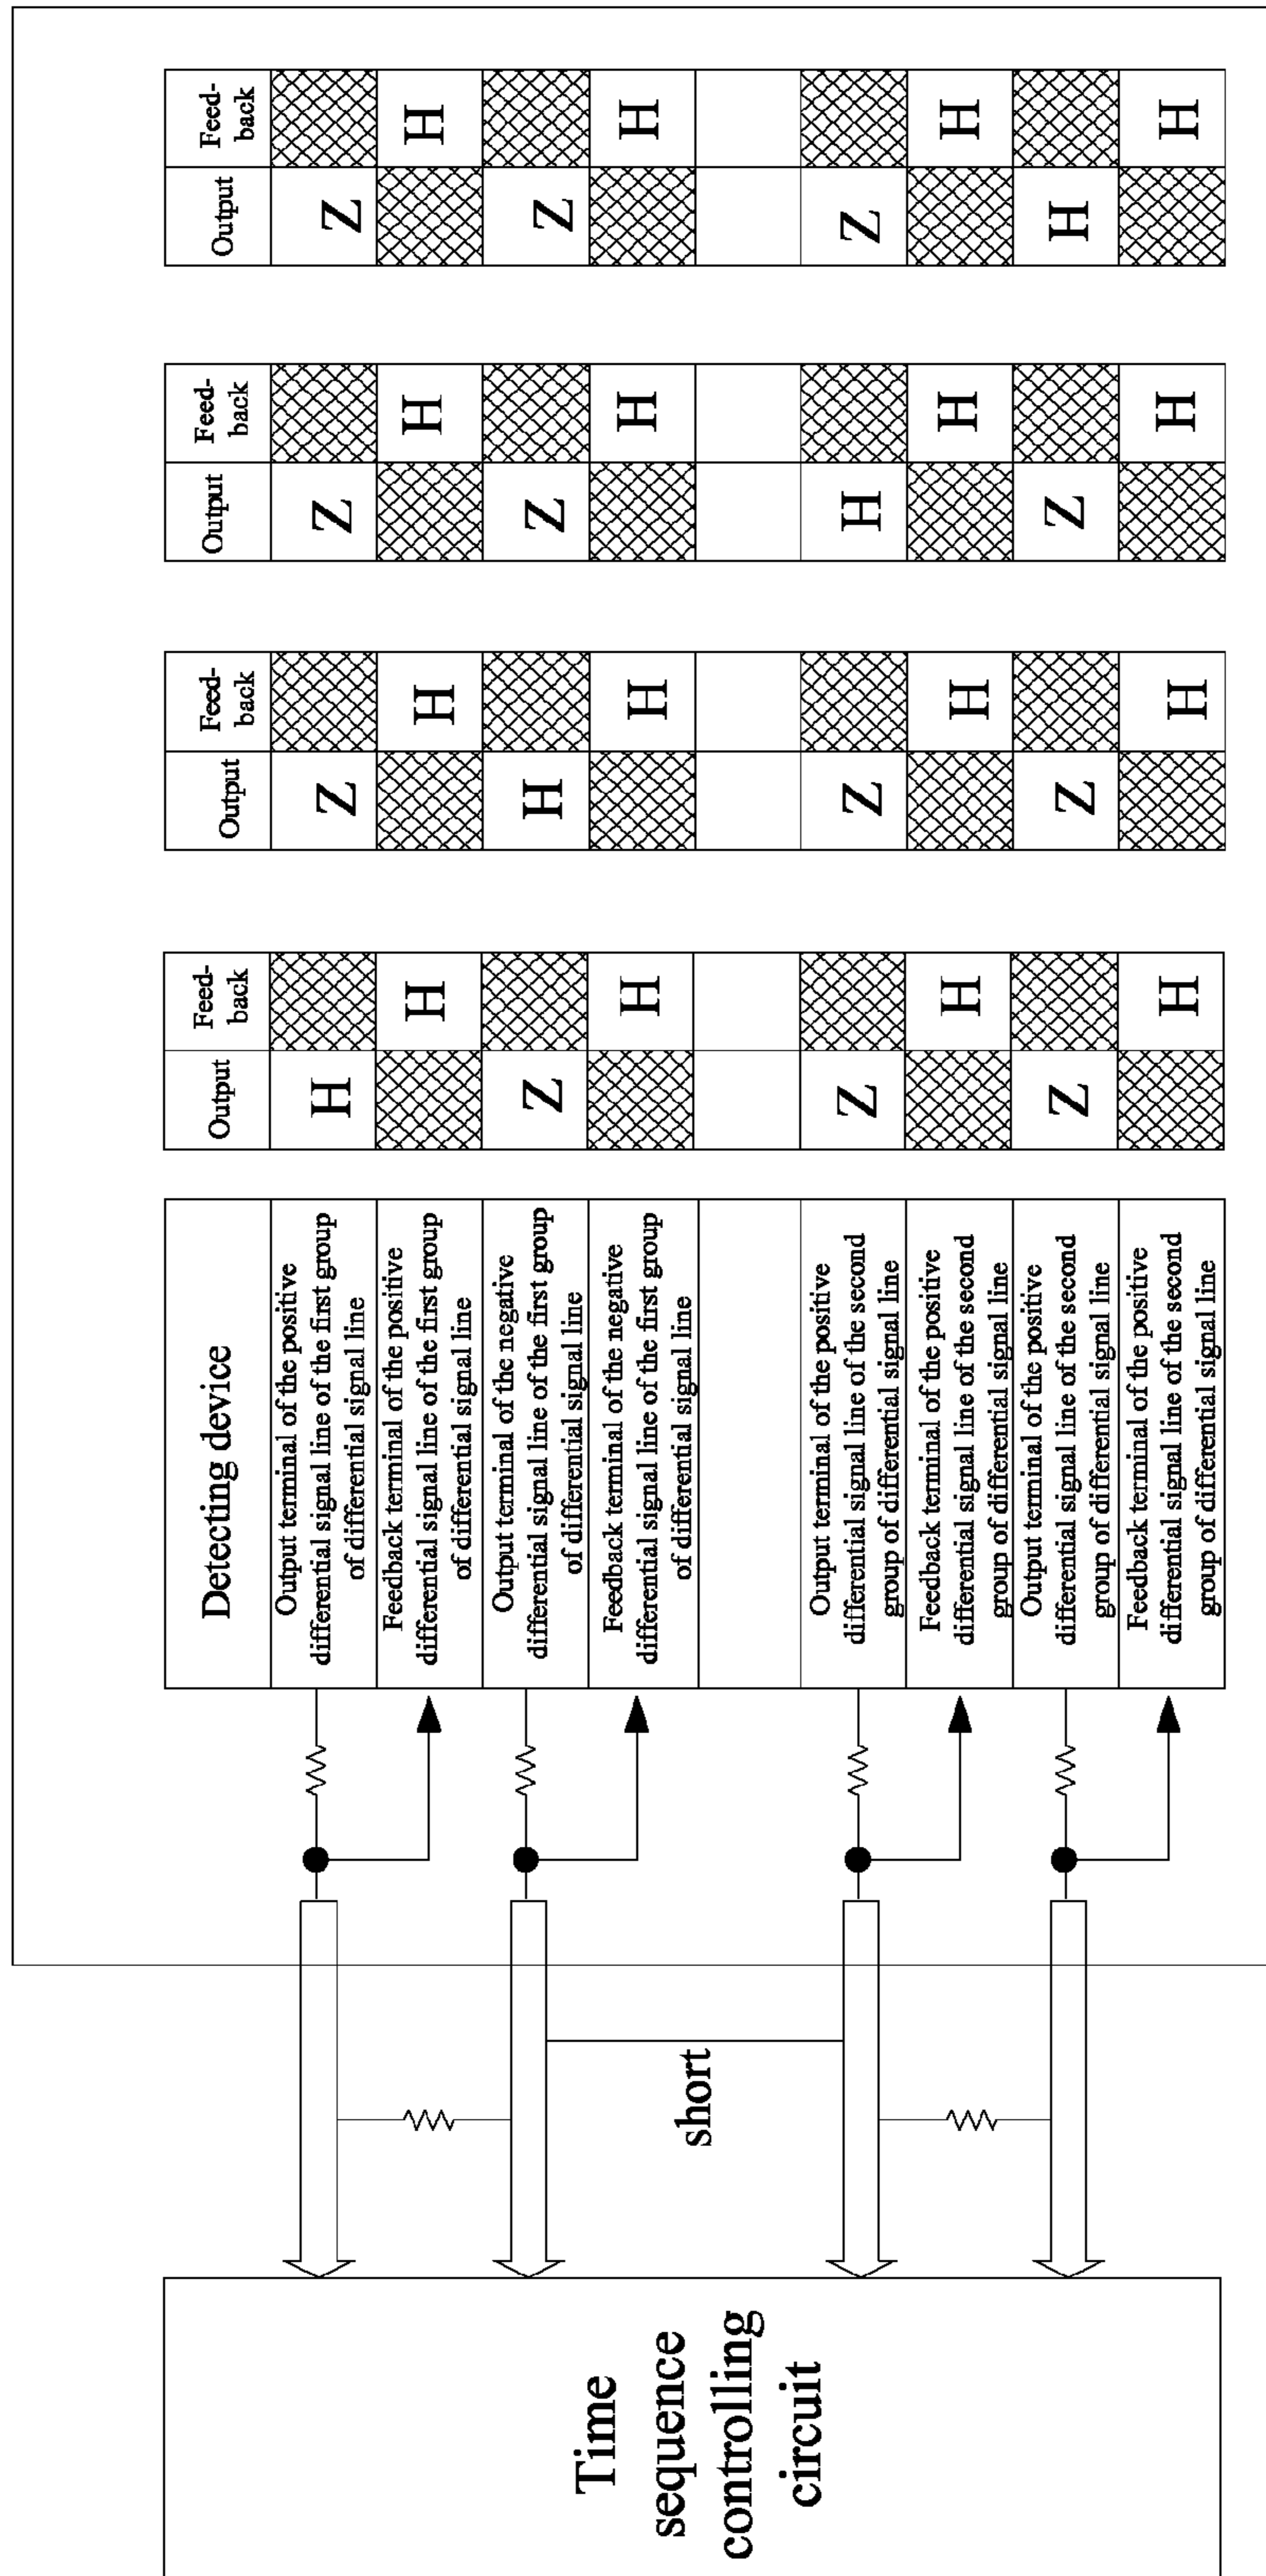 Time
sequence
controlling
circuit
short
Detecting device
Output terminal of the positive
differential signal line of the first group
of differential signal line
Feedback terminal of the positive
differential signal line of the first group
of differential signal line
Output terminal of the negative
differential signal line of the first group
of differential signal line
Feedback terminal of the negative
differential signal line of the first group
of differential signal line
Output terminal of the positive
differential signal line of the second
group of differential signal line
Feedback terminal of the positive
differential signal line of the second
group of differential signal line
Output terminal of the positive
differential signal line of the second
group of differential signal line
Feedback terminal of the positive
differential signal line of the second
group of differential signal line
Output
Feed-
back
H
H
Z
H
Z
H
Z
H
Output
Feed-
back
Z
H
H
H
Z
H
Z
H
Output
Feed-
back
Z
H
Z
H
H
H
Z
H
Output
Feed-
back
Z
H
Z
H
Z
H
H
H